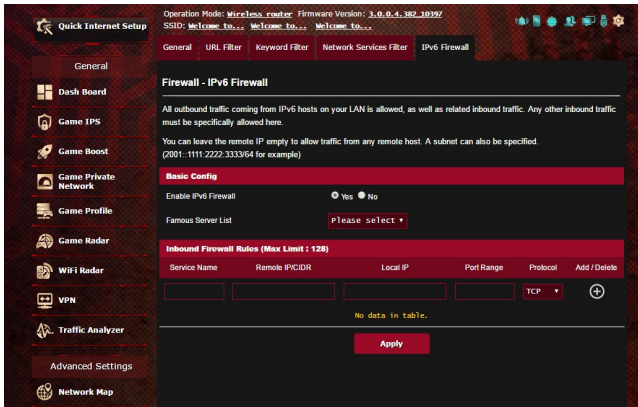 Quick Internet Setup
Operation Mode: Wireless router Firmware Version: 3.0.0.4.382_10397
SSID: Welcome to... Welcome to... Welcome to...
General URL Filter Keyword Filter Network Services Filter IPv6 Firewall
General
Dash Board
Game IPS
Game Boost
Game Private
Network
Game Profile
Game Radar
WiFi Radar
VPN
Traffic Analyzer
Advanced Settings
Network Map
Firewall - IPv6 Firewall
All outbound traffic coming from IPv6 hosts on your LAN is allowed, as well as related inbound traffic. Any other inbound traffic
must be specifically allowed here.
You can leave the remote IP empty to allow traffic from any remote host. A subnet can also be specified.
(2001::1111:2222:3333/64 for example)
Basic Config
Enable IPv6 Firewall Yes No
Famous Server List Please select
Inbound Firewall Rules (Max Limit : 128)
Service Name Remote IP/CIDR Local IP Port Range Protocol Add / Delete
TCP
No data in table.
Apply